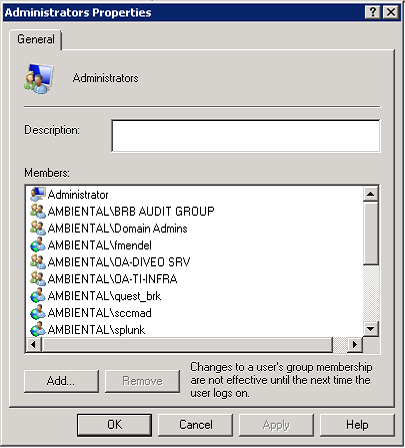 Administrators Properties
General
Administrators
Description:
Members:
Administrator
AMBIENTAL\BRB AUDIT GROUP
AMBIENTAL\Domain Admins
AMBIENTAL\fmendel
AMBIENTAL\OA-DIVEO SRV
AMBIENTAL\OA-TI-INFRA
AMBIENTAL\quest_brk
AMBIENTAL\sccmad
AMBIENTAL\splunk
Add...
Remove
Changes to a user's group membership
are not effective until the next time the
user logs on.
OK
Cancel
Apply
Help